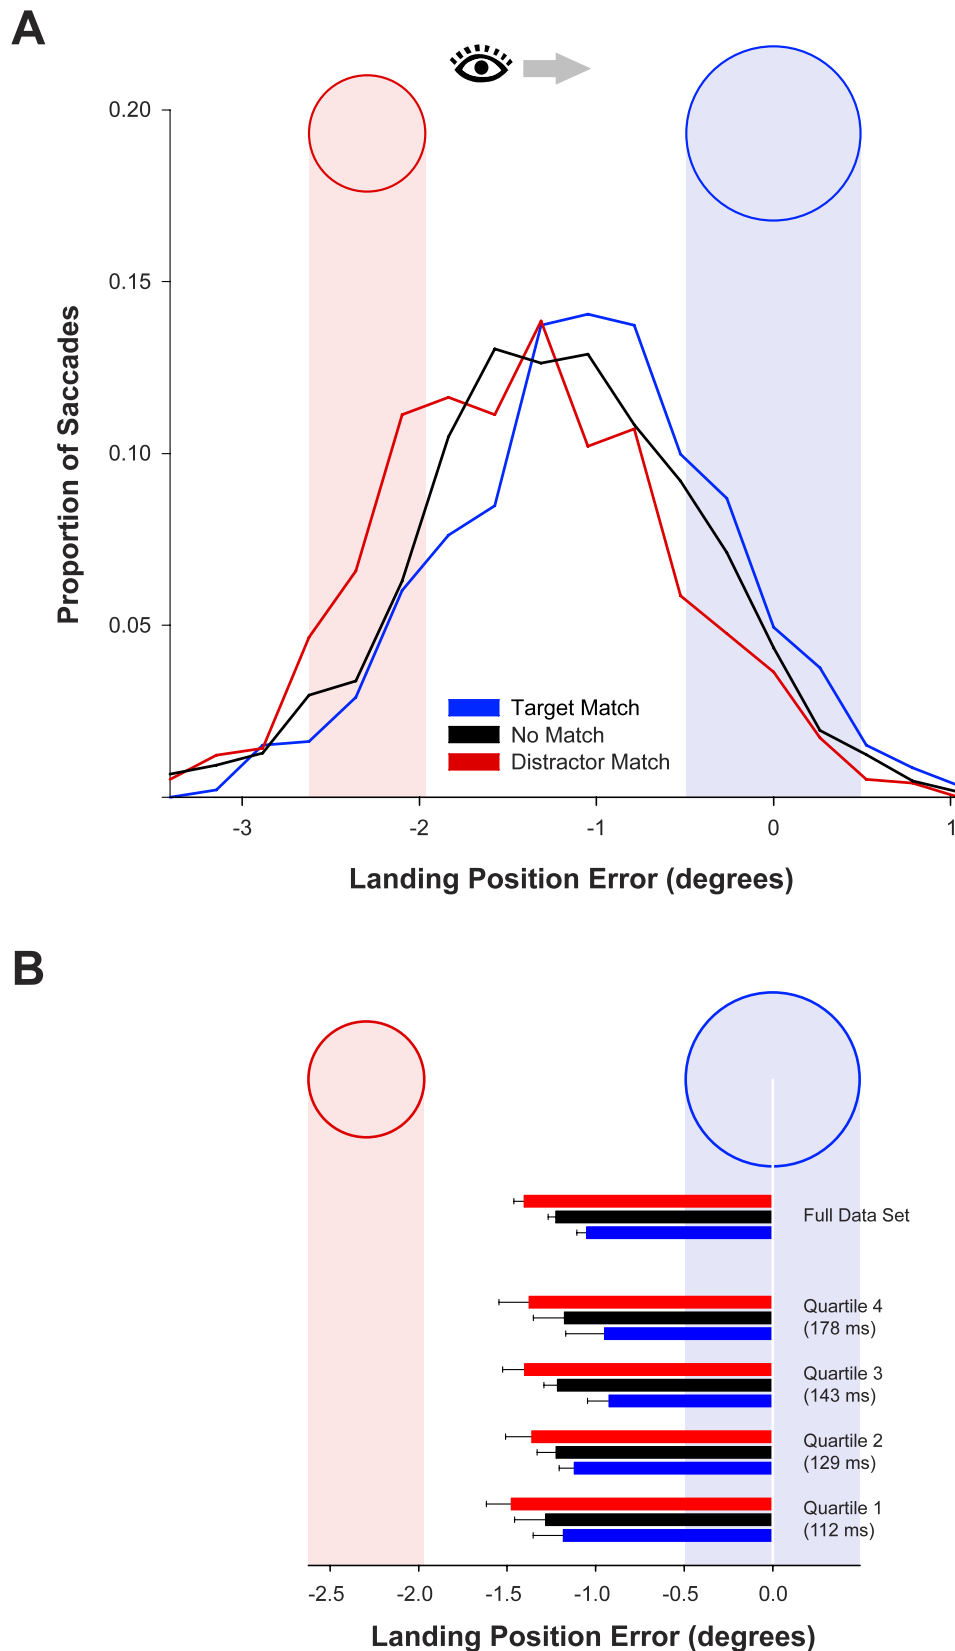 A
0.20
0.15
0.10
0.05
Proportion of Saccades
Target Match
No Match
Distractor Match
-3 -2 -1 0 1
Landing Position Error (degrees)
B
Full Data Set
Quartile 4
(178 ms)
Quartile 3
(143 ms)
Quartile 2
(129 ms)
Quartile 1
(112 ms)
-2.5 -2.0 -1.5 -1.0 -0.5 0.0
Landing Position Error (degrees)